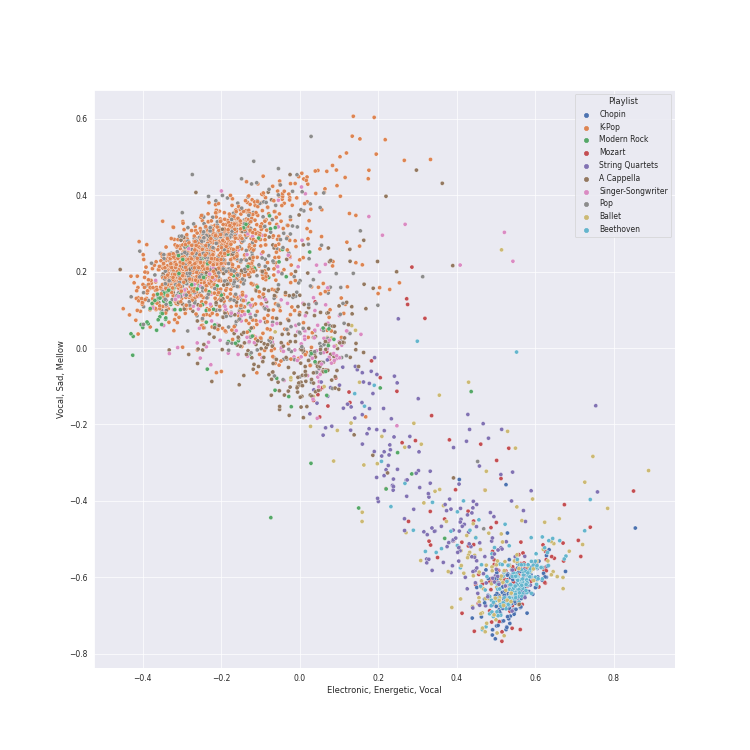 Playlist
Chopin
K-Pop
Modern Rock
Mozart
String Quartets
A Cappella
Singer-Songwriter
Pop
Ballet
Beethoven
0.6
0.4
0.2
0.0
−0.2
−0.4
−0.6
−0.8
Vocal, Sad, Mellow
−0.4 −0.2 0.0 0.2 0.4 0.6 0.8
Electronic, Energetic, Vocal